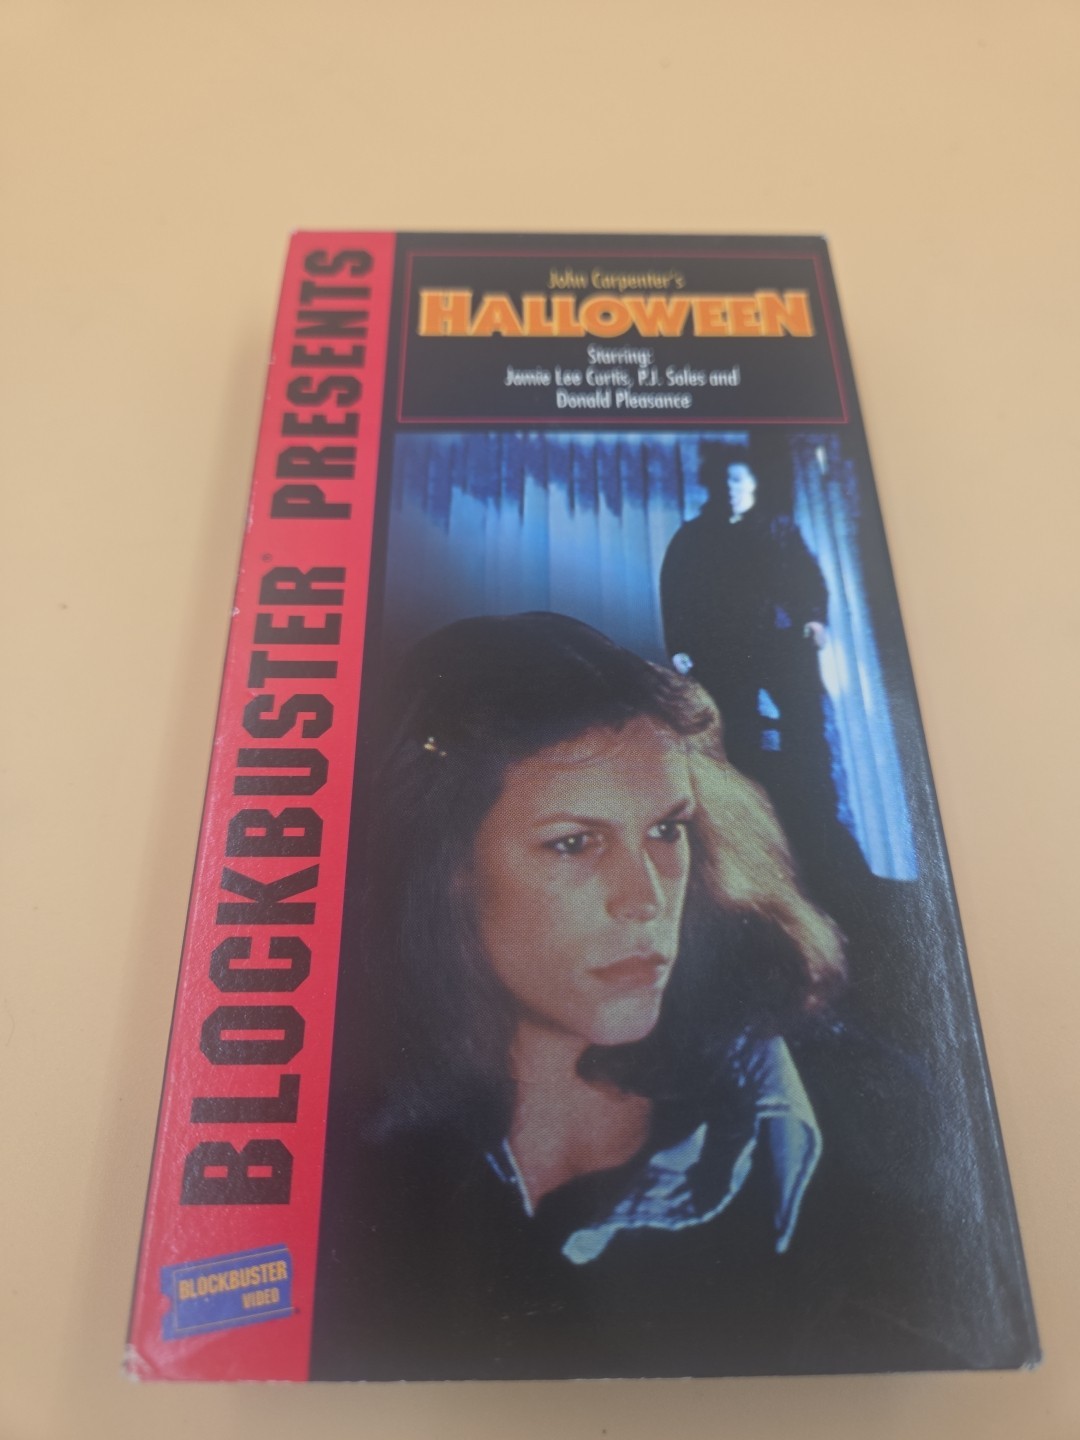 BLOCKBUSTER® PRESENTS
John Carpenter's
HALLOWEEN
Starring:
Jamie Lee Curtis, P.J. Soles and
Donald Pleasance
BLOCKBUSTER
VIDEO